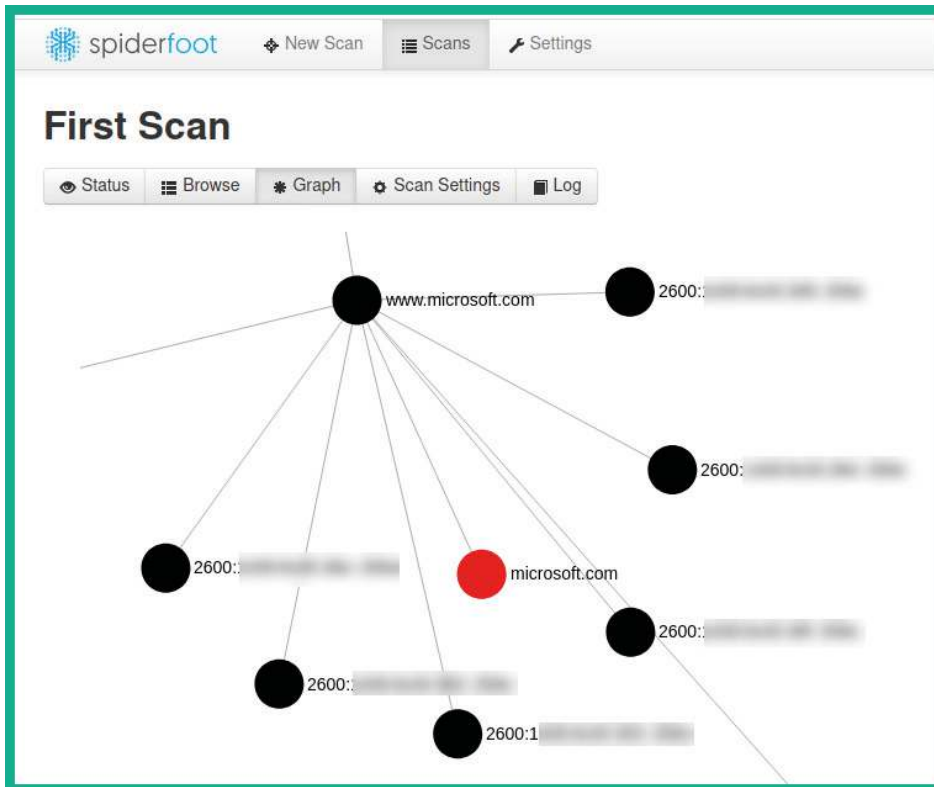 spiderfoot New Scan Scans Settings
First Scan
Status Browse Graph Scan Settings Log
www.microsoft.com
2600:
2600:
2600:
microsoft.com
2600:
2600:
2600:1